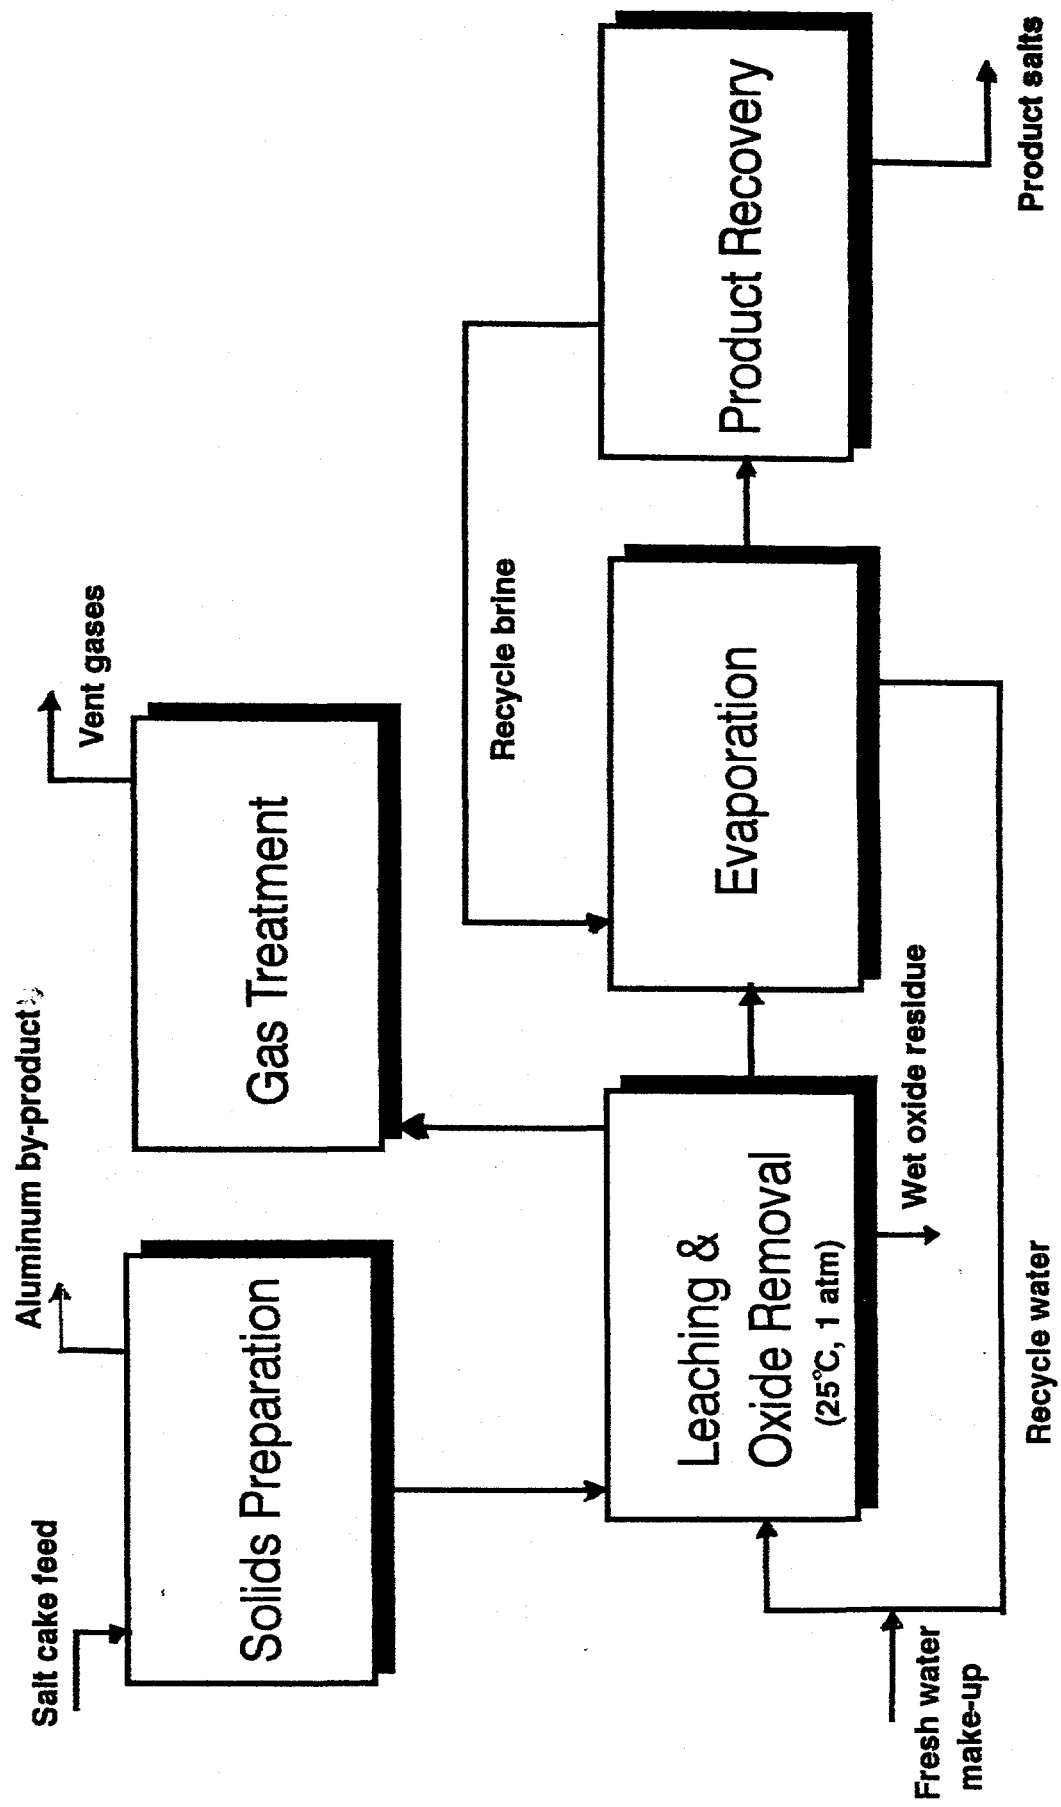 Salt cake feed
Aluminum by-product
Vent gases
Solids Preparation
Gas Treatment
Recycle brine
Leaching &
Oxide Removal
(25°C, 1 atm)
Evaporation
Product Recovery
Fresh water
make-up
Wet oxide residue
Recycle water
Product salts